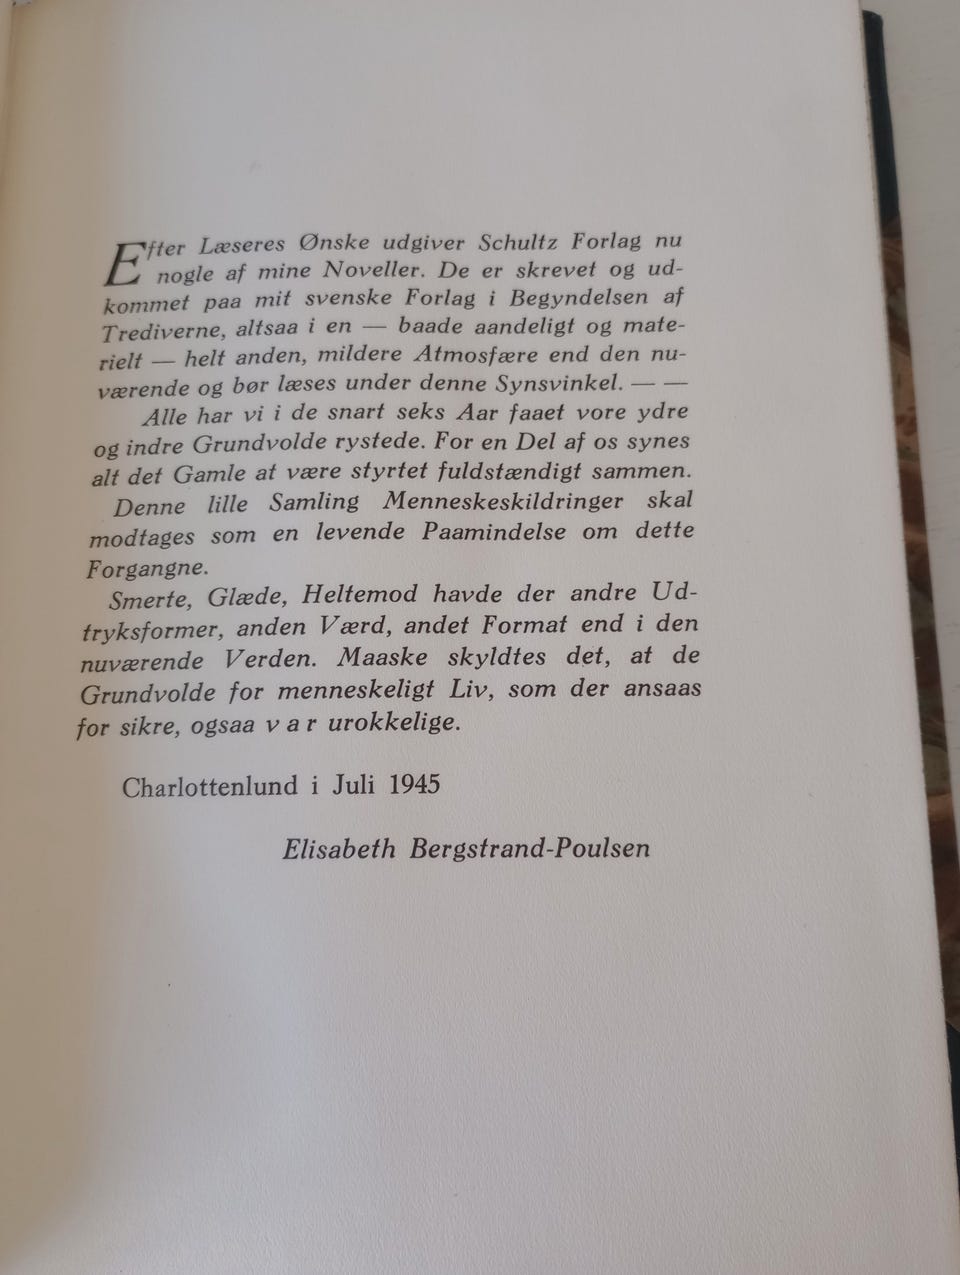 Efter Læseres Ønske udgiver Schultz Forlag nu
nogle af mine Noveller. De er skrevet og ud-
kommet paa mit svenske Forlag i Begyndelsen af
Trediverne, altsaa i en — baade aandeligt og mate-
rielt — helt anden, mildere Atmosfære end den nu-
værende og bør læses under denne Synsvinkel. — —
Alle har vi i de snart seks Aar faaet vore ydre
og indre Grundvolde rystede. For en Del af os synes
alt det Gamle at være styrtet fuldstændigt sammen.
Denne lille Samling Menneskeskildringer skal
modtages som en levende Paamindelse om dette
Forgangne.
Smerte, Glæde, Heltemod havde der andre Ud-
tryksformer, anden Værd, andet Format end i den
nuværende Verden. Maaske skyldtes det, at de
Grundvolde for menneskeligt Liv, som der ansaas
for sikre, ogsaa v a r urokkelige.
Charlottenlund i Juli 1945
Elisabeth Bergstrand-Poulsen